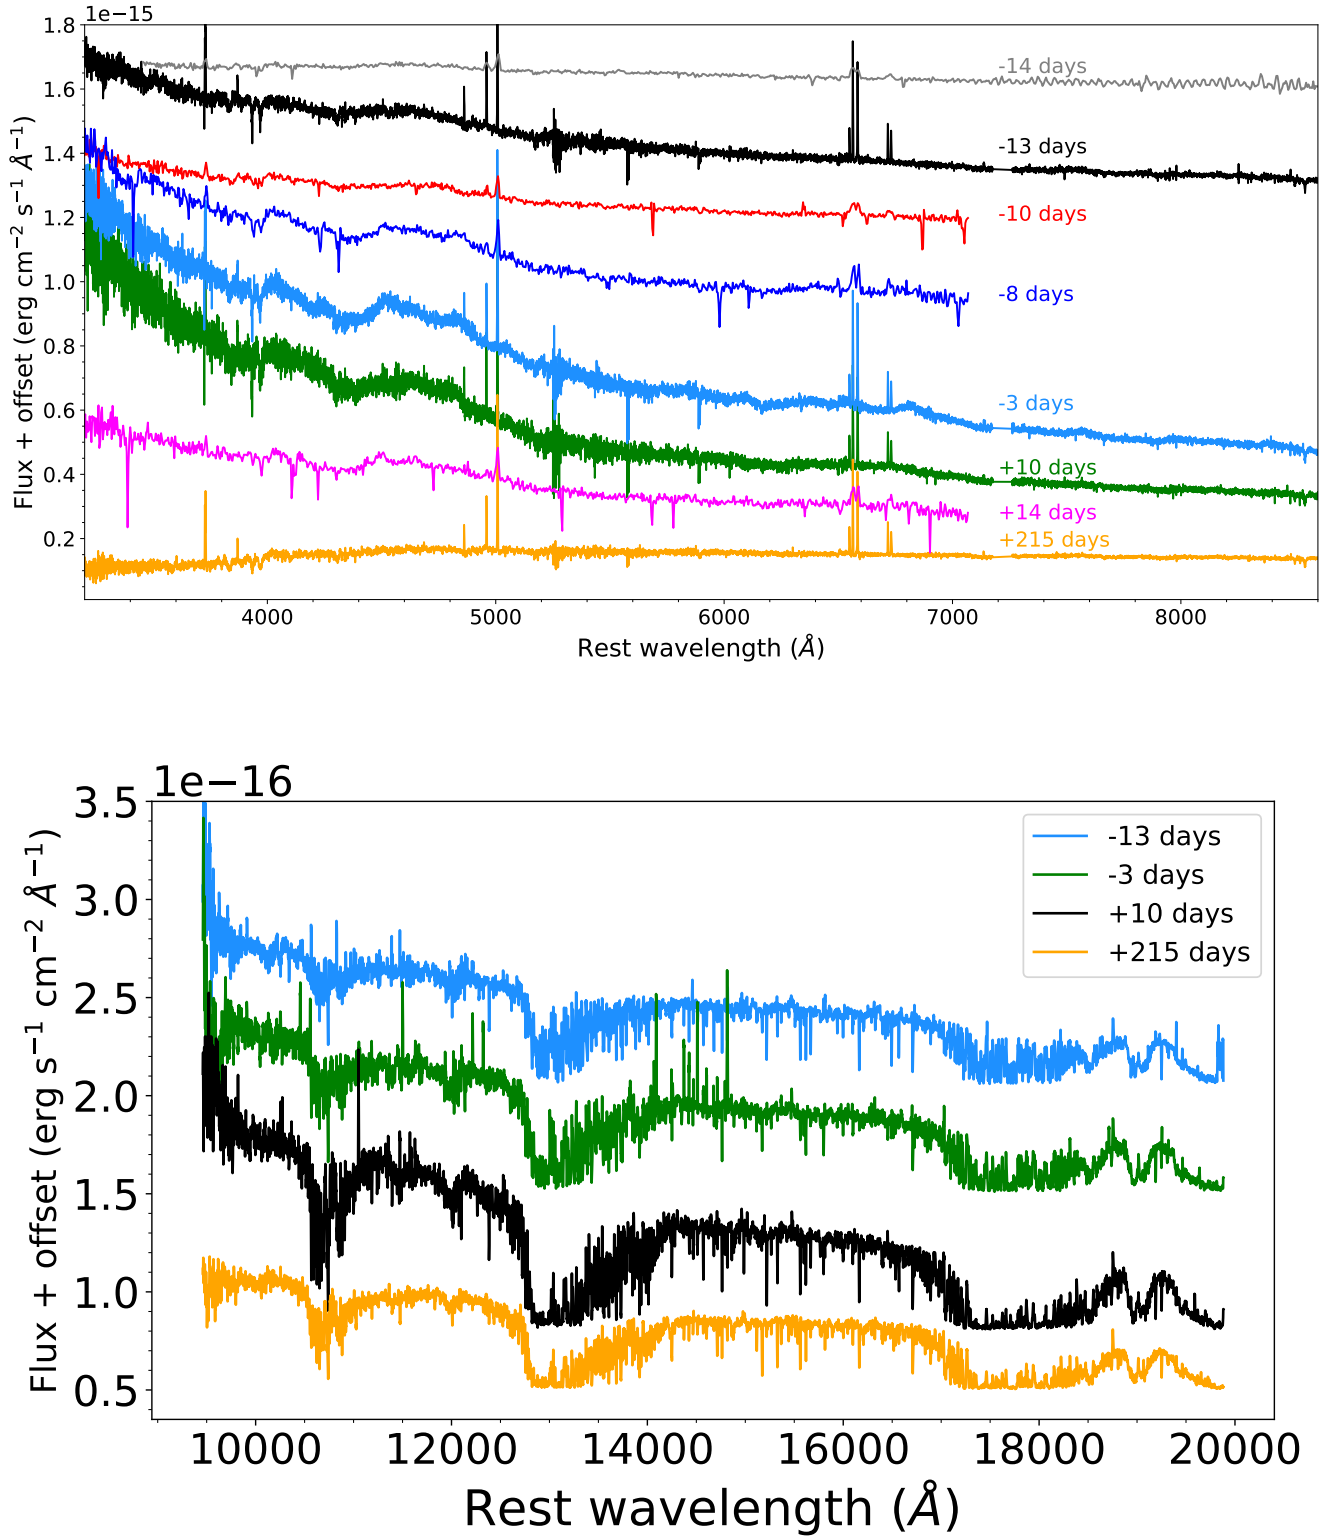 1e−15
1.8
1.6
1.4
1.2
1.0
0.8
0.6
0.4
0.2
Flux + offset (erg cm−2 s−1 Å−1)
-14 days
-13 days
-10 days
-8 days
-3 days
+10 days
+14 days
+215 days
4000 5000 6000 7000 8000
Rest wavelength (Å)
1e−16
3.5
3.0
2.5
2.0
1.5
1.0
0.5
Flux + offset (erg s−1 cm−2 Å−1)
-13 days
-3 days
+10 days
+215 days
10000 12000 14000 16000 18000 20000
Rest wavelength (Å)